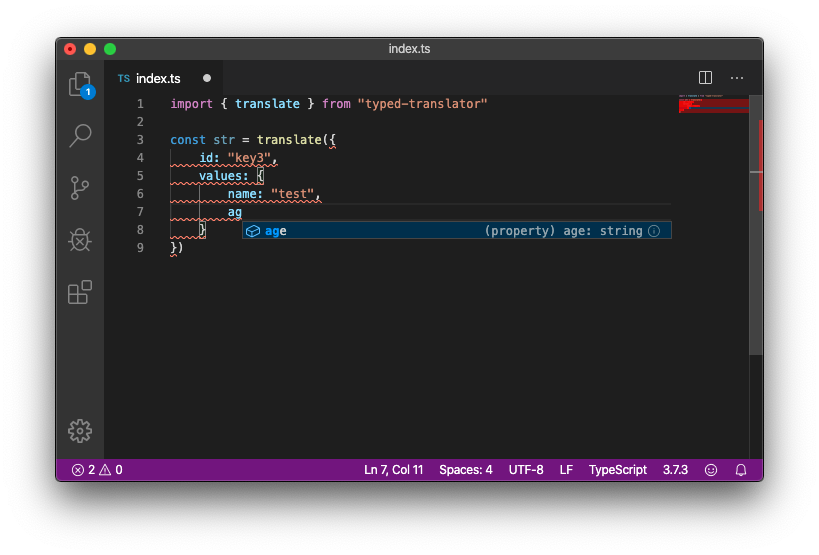 index.ts
TS index.ts
1
1 import { translate } from "typed-translator"
2
3 const str = translate({
4 id: "key3",
5 values: {
6 name: "test",
7 ag
age (property) age: string
8 }
9 })
2 0 Ln 7, Col 11 Spaces: 4 UTF-8 LF TypeScript 3.7.3